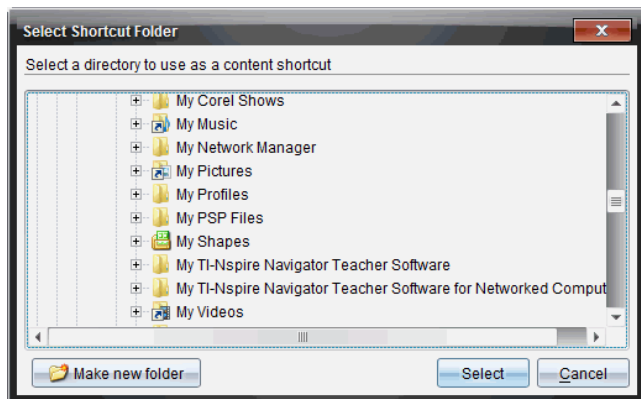 Select Shortcut Folder
Select a directory to use as a content shortcut
My Corel Shows
My Music
My Network Manager
My Pictures
My Profiles
My PSP Files
My Shapes
My TI-Nspire Navigator Teacher Software
My TI-Nspire Navigator Teacher Software for Networked Comput
My Videos
Make new folder
Select
Cancel